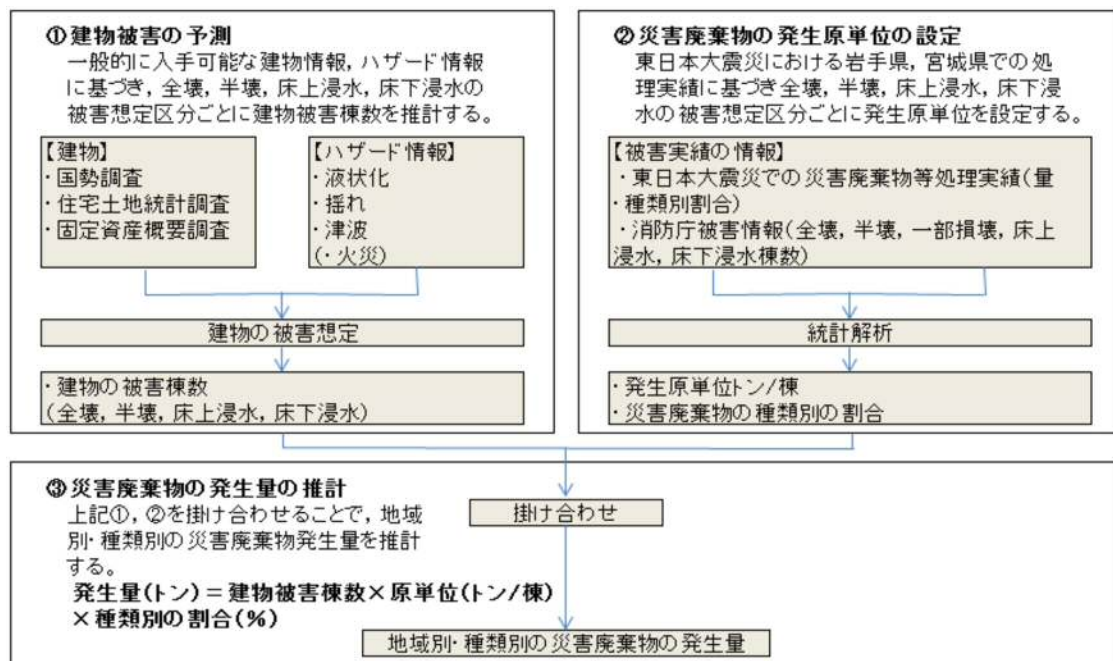 ①建物被害の予測
一般的に入手可能な建物情報,ハザード情報
に基づき,全壊,半壊,床上浸水,床下浸水の
被害想定区分ごとに建物被害棟数を推計する。
【建物】
・国勢調査
・住宅土地統計調査
・固定資産概要調査
【ハザード情報】
・液状化
・揺れ
・津波
(・火災)
建物の被害想定
・建物の被害棟数
(全壊,半壊,床上浸水,床下浸水)
②災害廃棄物の発生原単位の設定
東日本大震災における岩手県,宮城県での処
理実績に基づき全壊,半壊,床上浸水,床下浸
水の被害想定区分ごとに発生原単位を設定する。
【被害実績の情報】
・東日本大震災での災害廃棄物等処理実績(量
・種類別割合)
・消防庁被害情報(全壊,半壊,一部損壊,床上
浸水,床下浸水棟数)
統計解析
・発生原単位トン/棟
・災害廃棄物の種類別の割合
③災害廃棄物の発生量の推計
上記①,②を掛け合わせることで,地域
別・種類別の災害廃棄物発生量を推計
する。
発生量(トン)=建物被害棟数×原単位(トン/棟)
×種類別の割合(%)
掛け合わせ
地域別・種類別の災害廃棄物の発生量